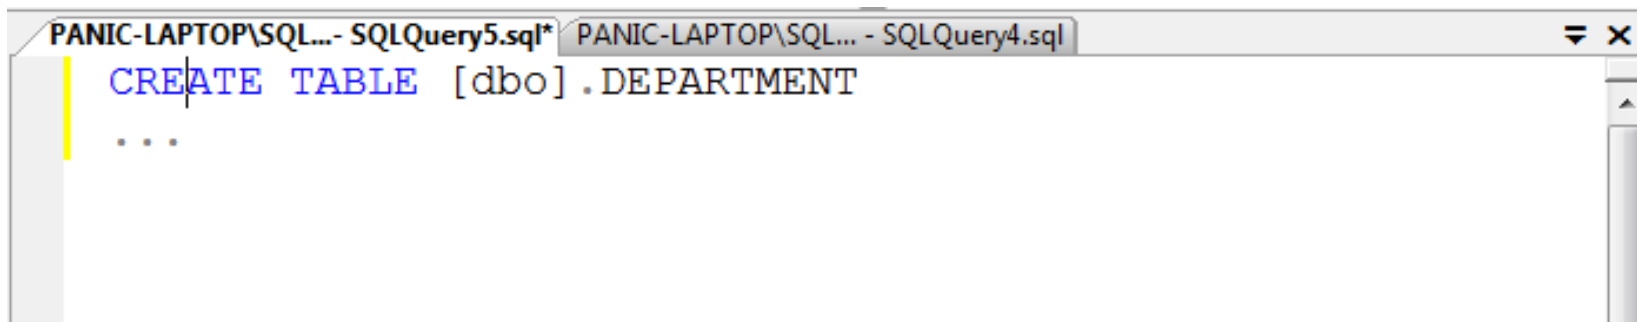 PANIC-LAPTOP\SQL...- SQLQuery5.sql* PANIC-LAPTOP\SQL... - SQLQuery4.sql
CREATE TABLE [dbo].DEPARTMENT
...